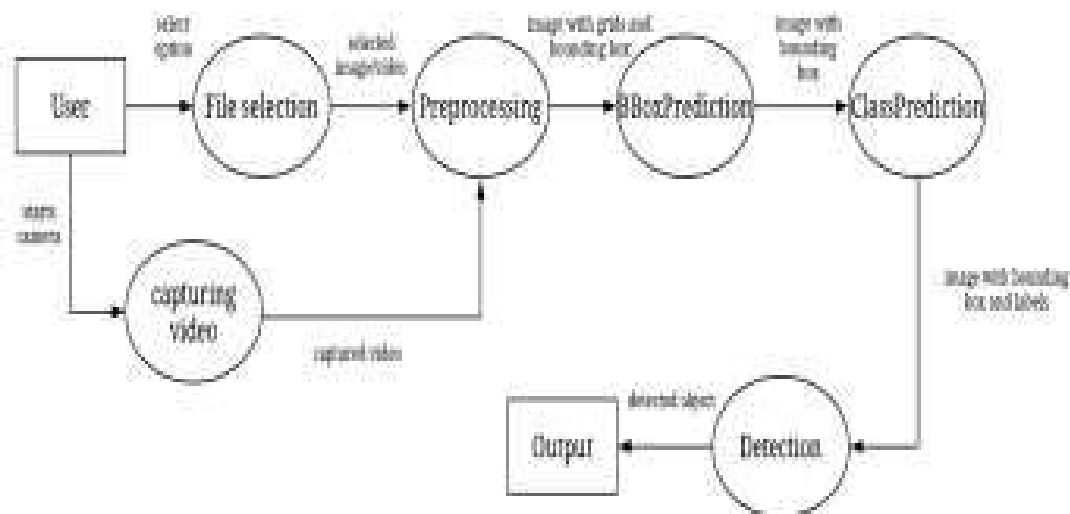 select
option
selected
image/video
image with grids and
bounding box
image with
bounding
box
User
File selection
Preprocessing
BBoxPrediction
ClassPrediction
starts
camera
capturing
video
captured video
image with bounding
box and labels
detected object
Output
Detection